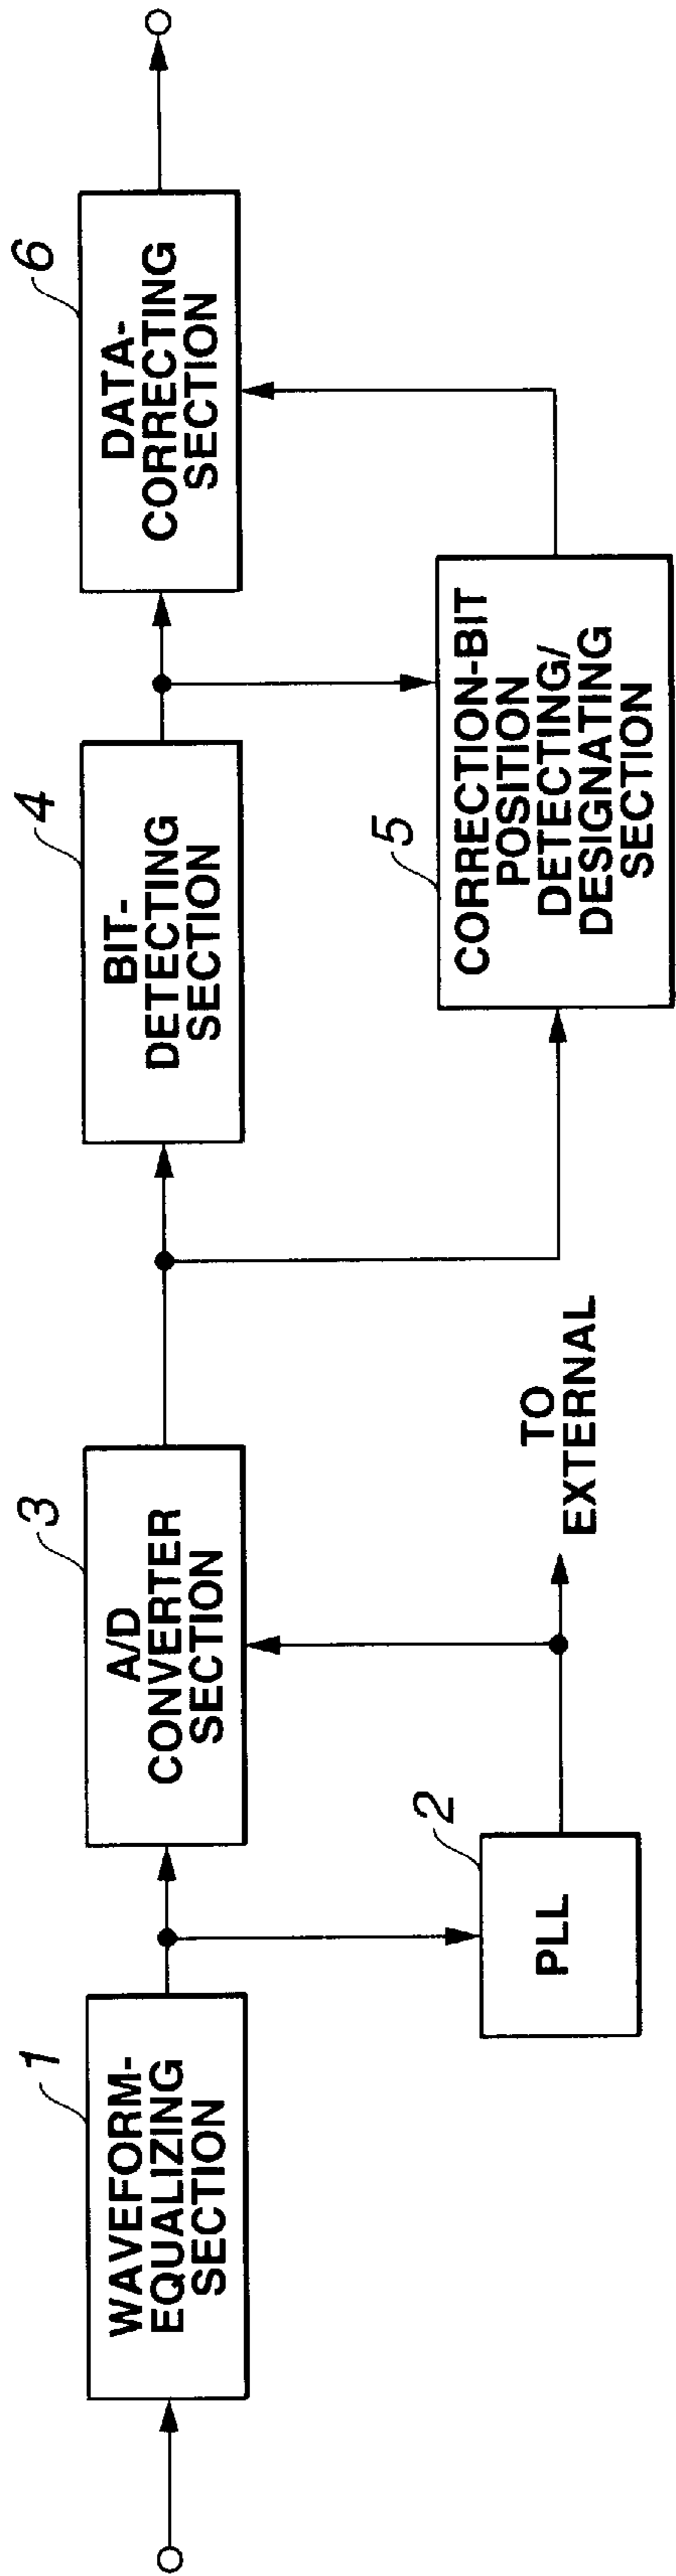 1
WAVEFORM-
EQUALIZING
SECTION
2
PLL
3
A/D
CONVERTER
SECTION
TO
EXTERNAL
4
BIT-
DETECTING
SECTION
5
CORRECTION-BIT
POSITION
DETECTING/
DESIGNATING
SECTION
6
DATA-
CORRECTING
SECTION